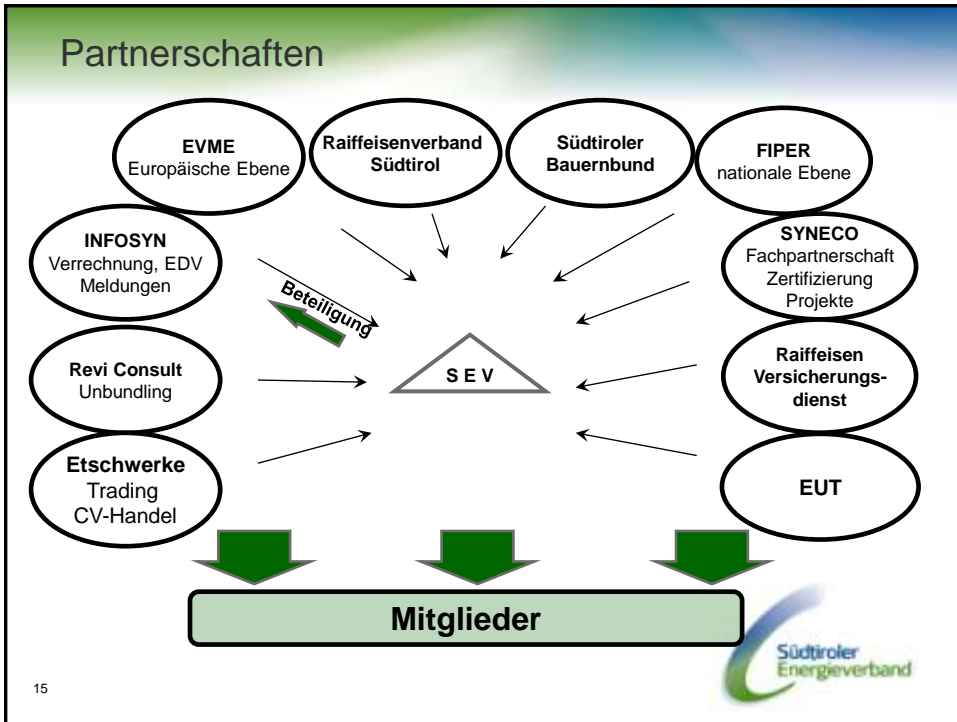 Partnerschaften
EVME
Europäische Ebene
Raiffeisenverband
Südtirol
Südtiroler
Bauernbund
FIPER
nationale Ebene
INFOSYN
Verrechnung, EDV
Meldungen
Beteiligung
SYNECO
Fachpartnerschaft
Zertifizierung
Projekte
Revi Consult
Unbundling
S E V
Raiffeisen
Versicherungs-
dienst
Etschwerke
Trading
CV-Handel
EUT
Mitglieder
Südtiroler
Energieverband
15